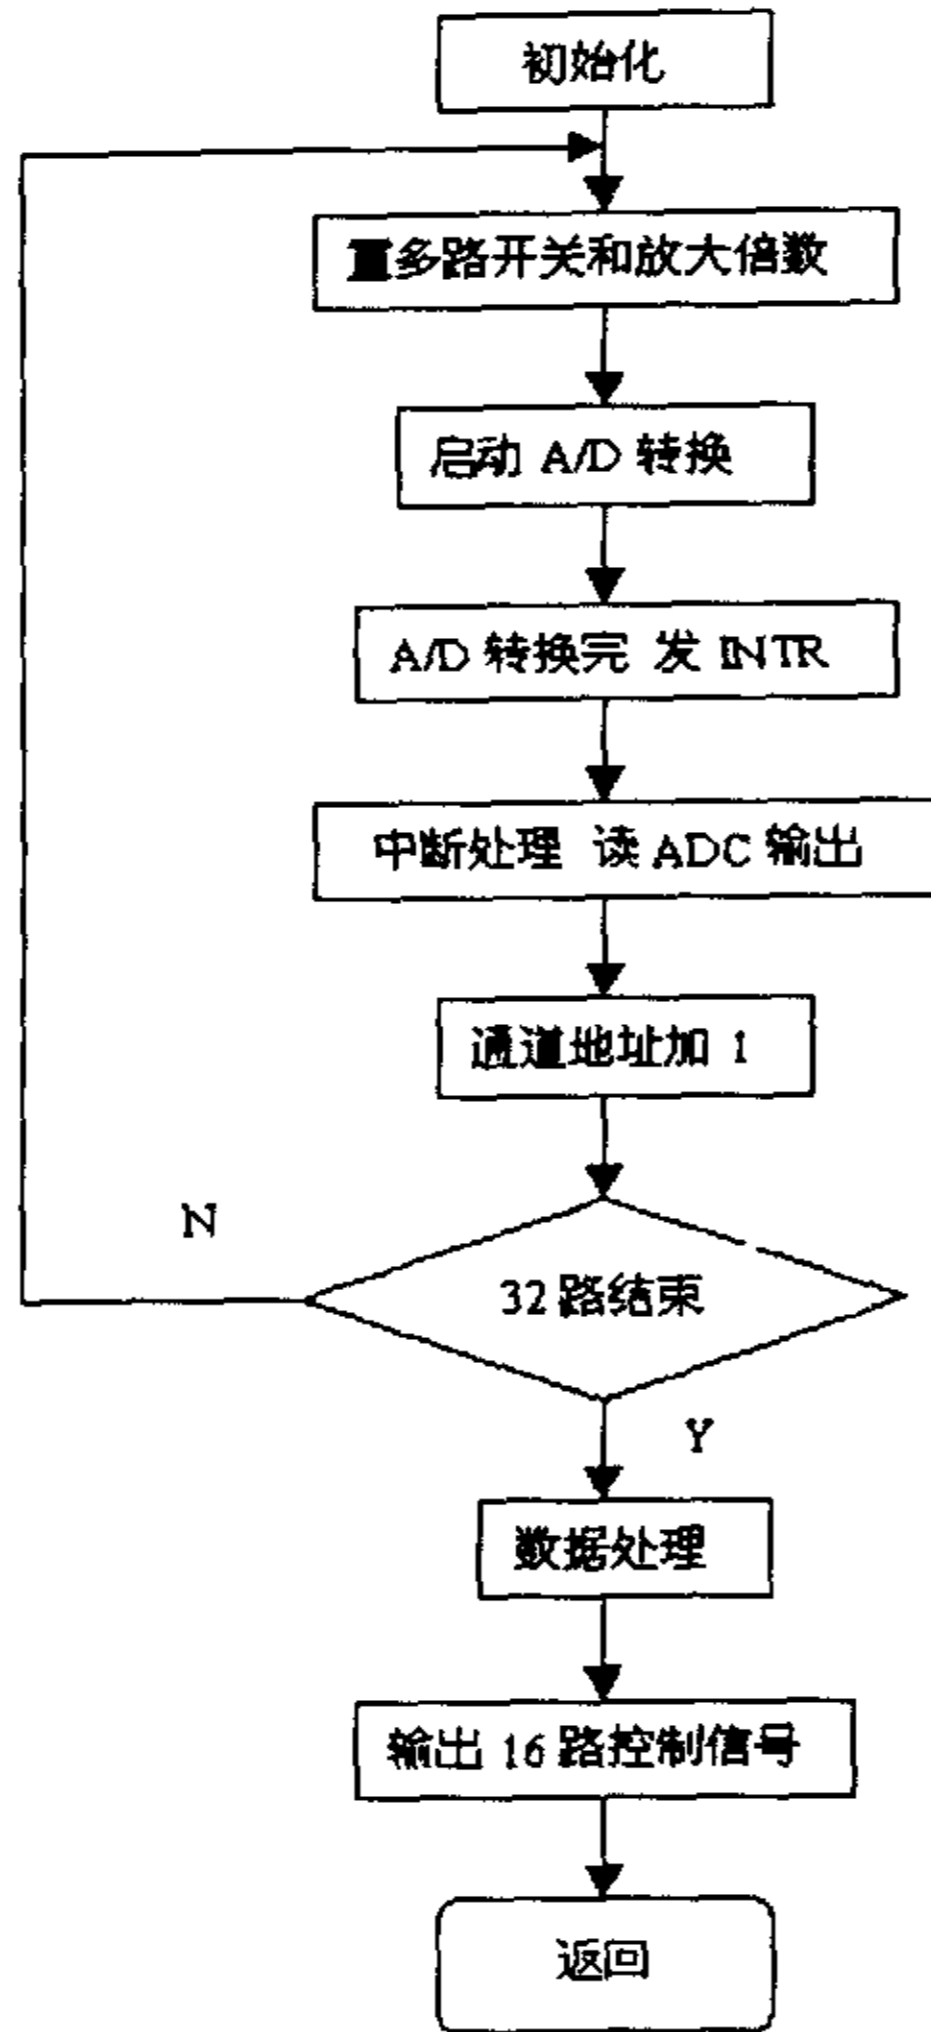 初始化
置多路开关和放大倍数
启动 A/D 转换
A/D 转换完 发 INTR
中断处理 读 ADC 输出
通道地址加 1
N
32 路结束
Y
数据处理
输出 16 路控制信号
返回